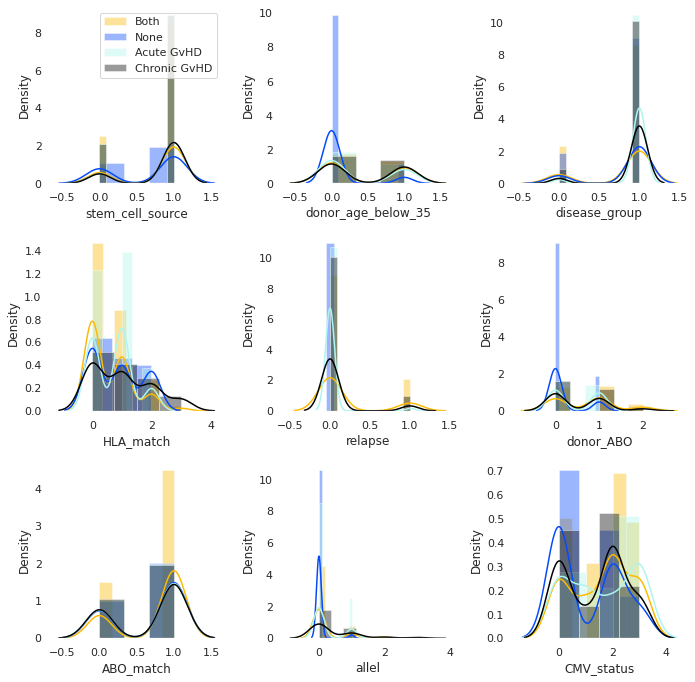 Both
None
Acute GvHD
Chronic GvHD
Density
8
6
4
2
0
−0.5 0.0 0.5 1.0 1.5
stem_cell_source
Density
10
8
6
4
2
0
−0.5 0.0 0.5 1.0 1.5
donor_age_below_35
Density
10
8
6
4
2
0
−0.5 0.0 0.5 1.0 1.5
disease_group
Density
1.4
1.2
1.0
0.8
0.6
0.4
0.2
0.0
0 2 4
HLA_match
Density
10
8
6
4
2
0
−0.5 0.0 0.5 1.0 1.5
relapse
Density
8
6
4
2
0
0 1 2
donor_ABO
Density
4
3
2
1
0
−0.5 0.0 0.5 1.0 1.5
ABO_match
Density
10
8
6
4
2
0
0 2 4
allel
Density
0.7
0.6
0.5
0.4
0.3
0.2
0.1
0.0
0 2 4
CMV_status